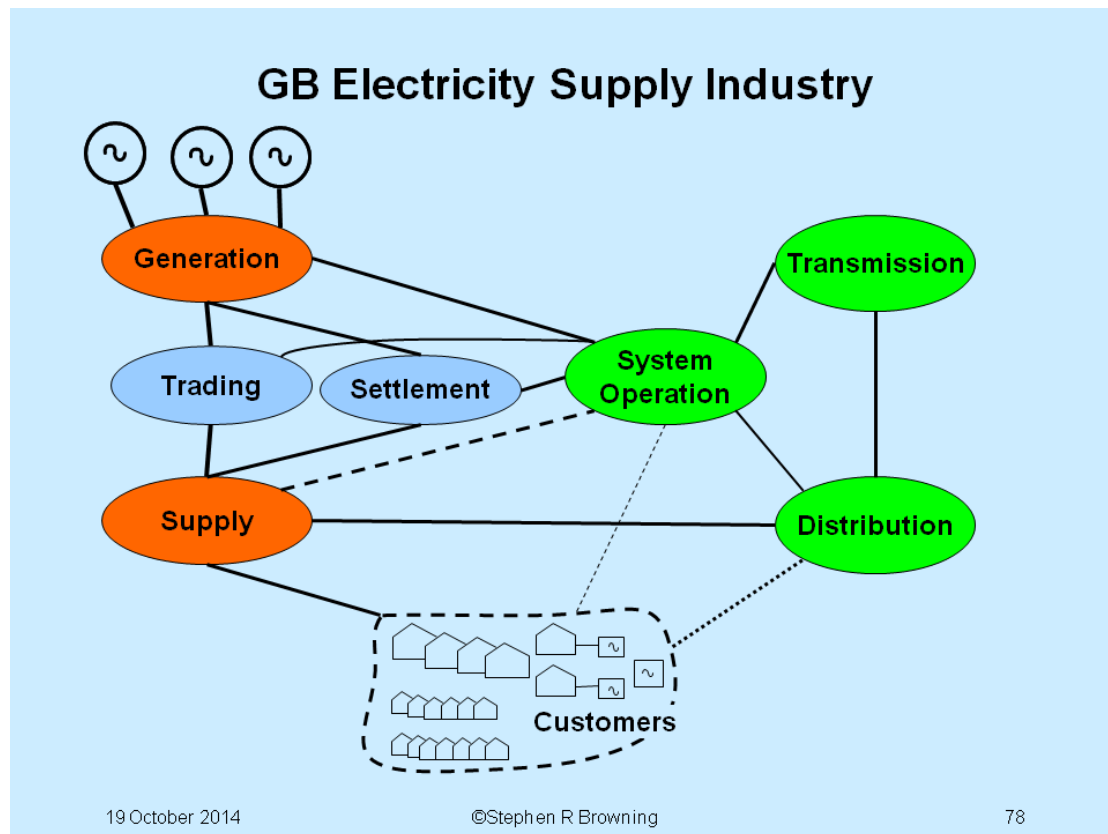 GB Electricity Supply Industry
Generation
Transmission
Trading
Settlement
System
Operation
Supply
Distribution
Customers
19 October 2014
©Stephen R Browning
78